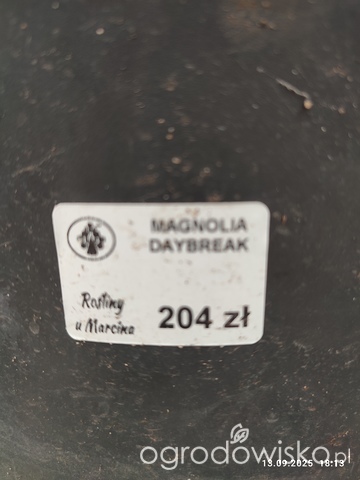 MAGNOLIA
DAYBREAK
Rośliny
u Marcina
204 zł
ogrodowisko.pl
13.09.2025 18:13